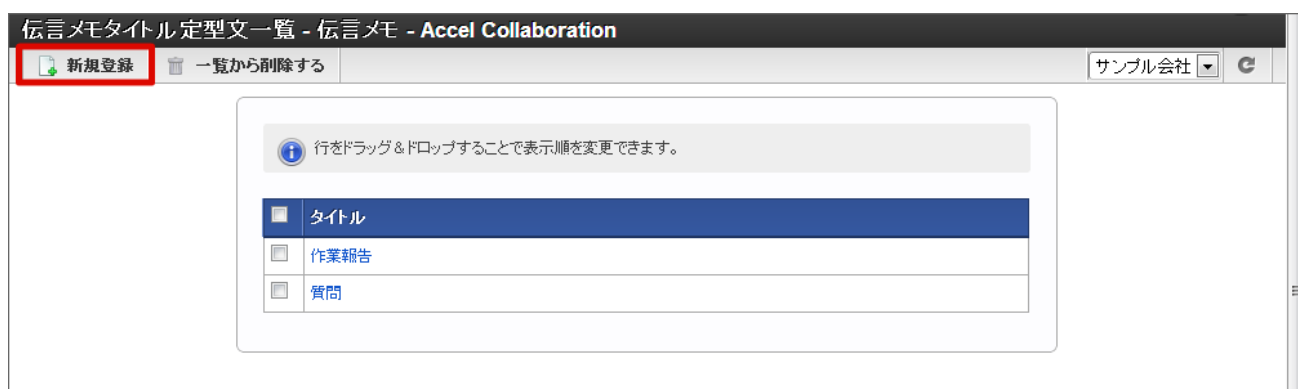 伝言メモタイトル定型文一覧 - 伝言メモ - Accel Collaboration
新規登録 一覧から削除する サンプル会社
行をドラッグ&ドロップすることで表示順を変更できます。
タイトル
作業報告
質問